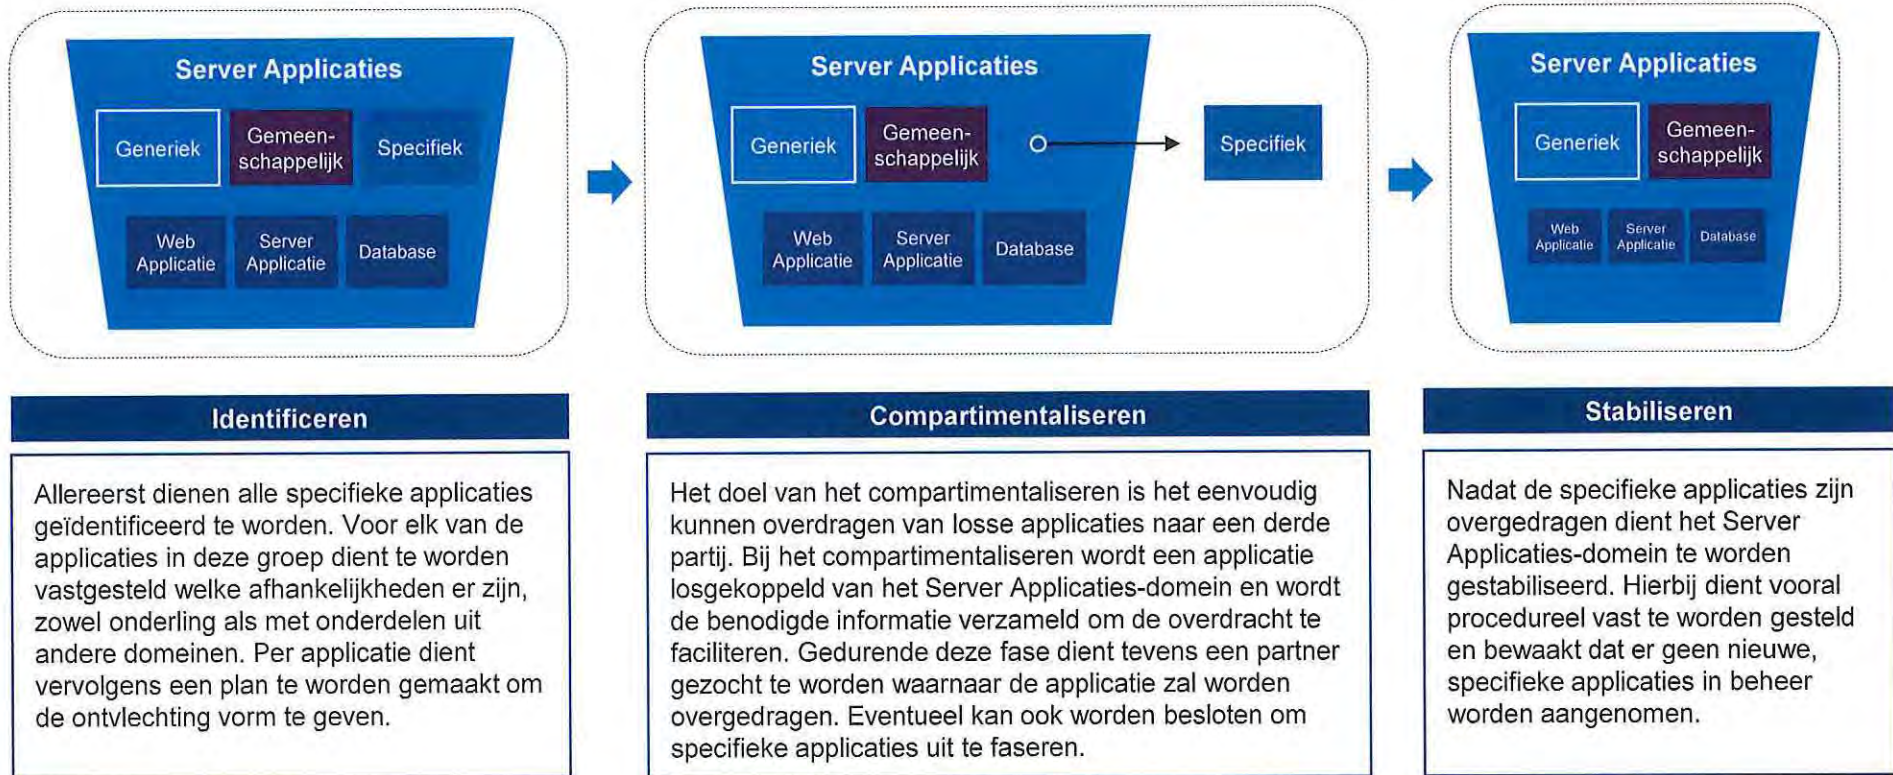 Server Applicaties
Generiek
Gemeen-
schappelijk
Specifiek
Web
Applicatie
Server
Applicatie
Database
Server Applicaties
Generiek
Gemeen-
schappelijk
Specifiek
Web
Applicatie
Server
Applicatie
Database
Server Applicaties
Generiek
Gemeen-
schappelijk
Web
Applicatie
Server
Applicatie
Database
Identificeren
Allereerst dienen alle specifieke applicaties
geïdentificeerd te worden. Voor elk van de
applicaties in deze groep dient te worden
vastgesteld welke afhankelijkheden er zijn,
zowel onderling als met onderdelen uit
andere domeinen. Per applicatie dient
vervolgens een plan te worden gemaakt om
de ontvlechting vorm te geven.
Compartimentaliseren
Het doel van het compartimentaliseren is het eenvoudig
kunnen overdragen van losse applicaties naar een derde
partij. Bij het compartimentaliseren wordt een applicatie
losgekoppeld van het Server Applicaties-domein en wordt
de benodigde informatie verzameld om de overdracht te
faciliteren. Gedurende deze fase dient tevens een partner
gezocht te worden waarnaar de applicatie zal worden
overgedragen. Eventueel kan ook worden besloten om
specifieke applicaties uit te faseren.
Stabiliseren
Nadat de specifieke applicaties zijn
overgedragen dient het Server
Applicaties-domein te worden
gestabiliseerd. Hierbij dient vooral
procedureel vast te worden gesteld
en bewaakt dat er geen nieuwe,
specifieke applicaties in beheer
worden aangenomen.